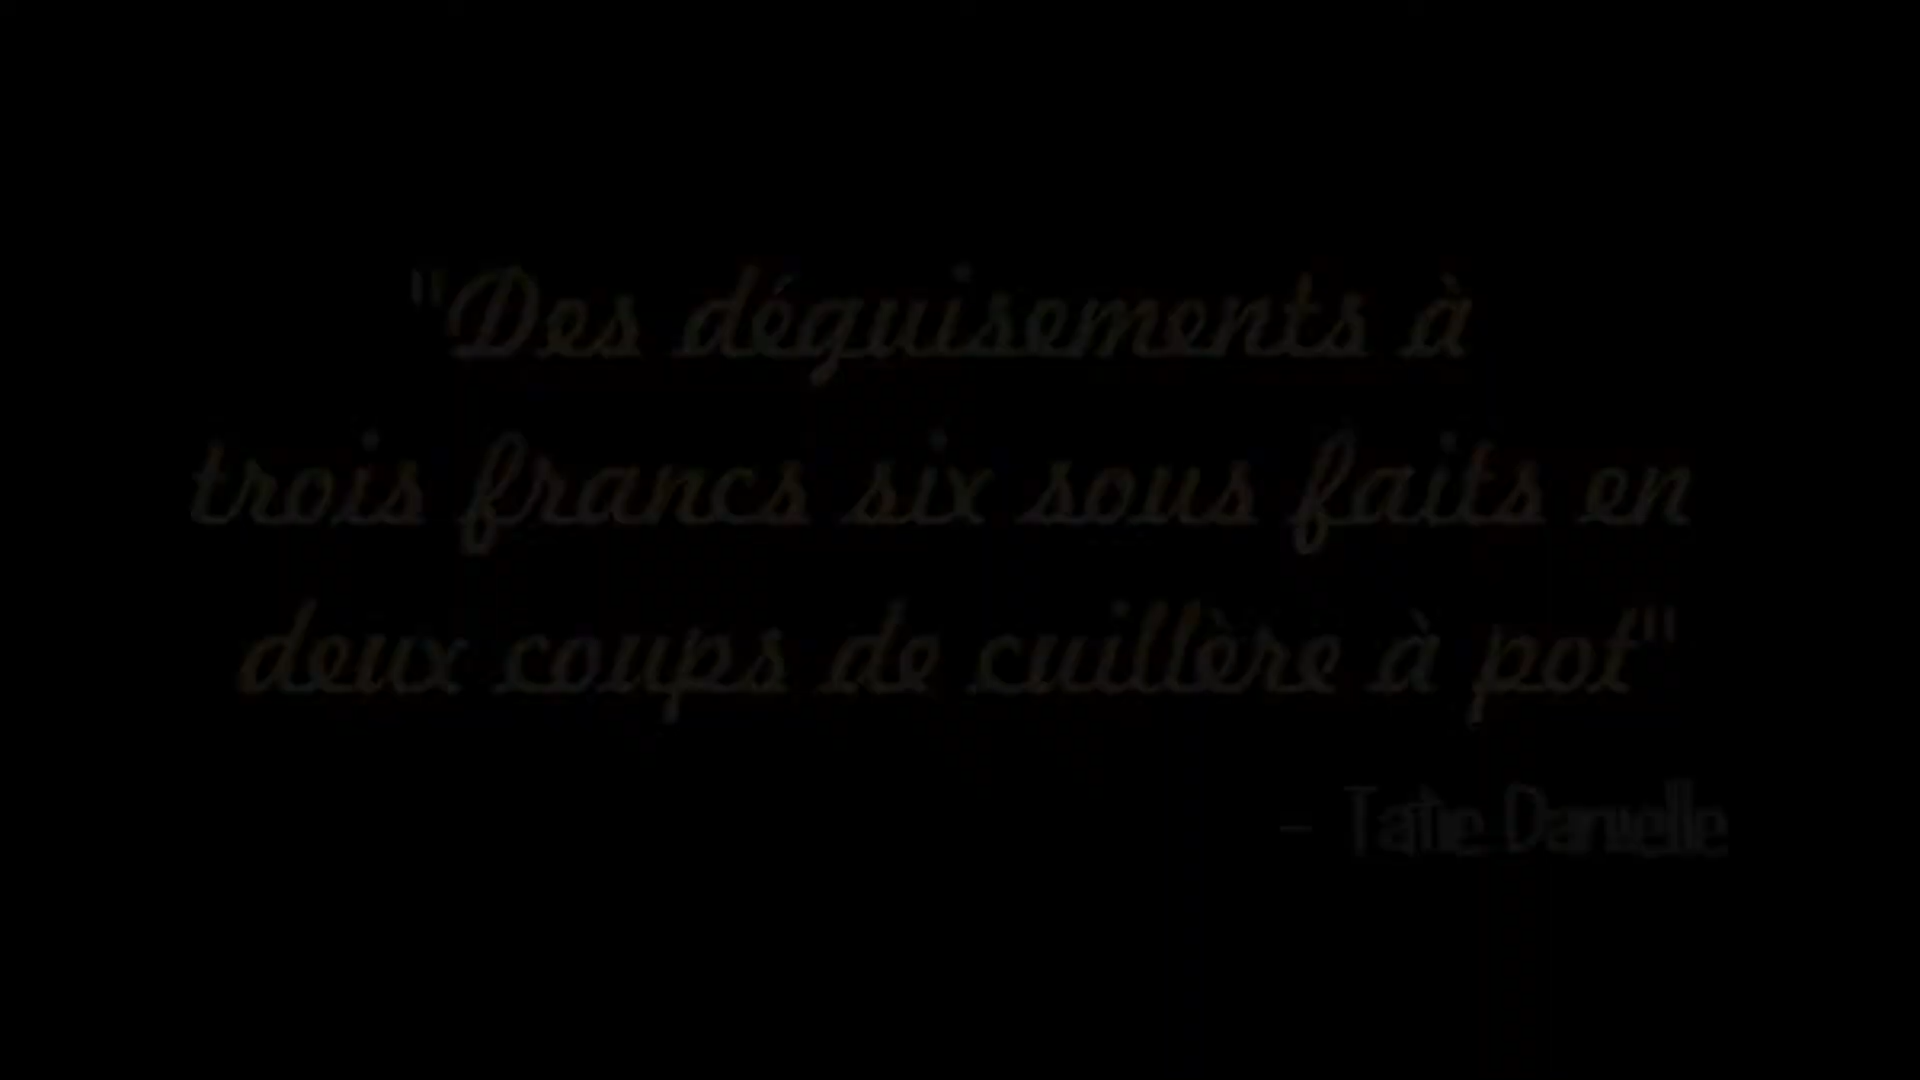 "Des déguisements à
trois francs six sous faits en
deux coups de cuillère à pot"
- Tatie Danielle